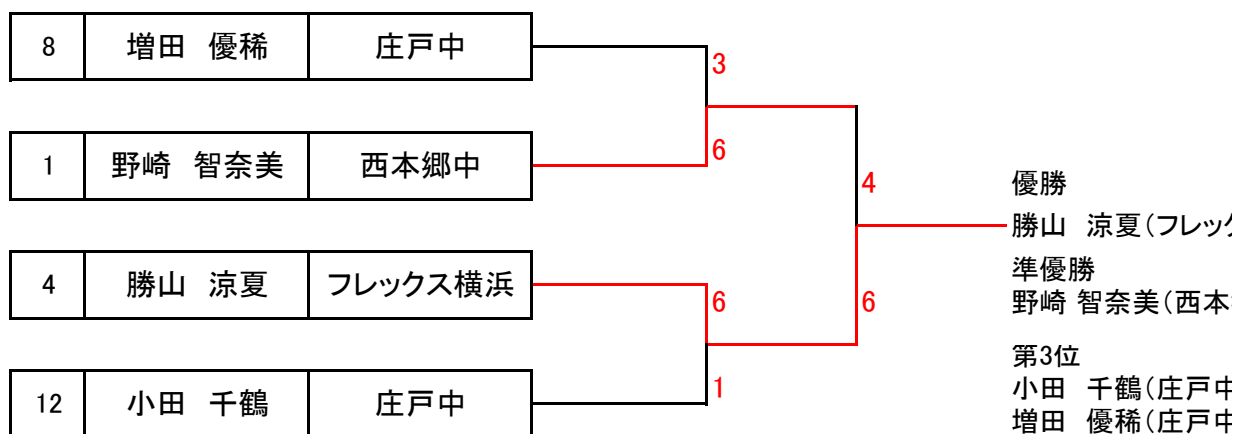 8 増田 優稀 庄戸中
3
1 野崎 智奈美 西本郷中
6
4
優勝
勝山 涼夏(フレッ
4 勝山 涼夏 フレックス横浜
6
6
準優勝
野崎 智奈美(西本
12 小田 千鶴 庄戸中
1
第3位
小田 千鶴(庄戸中
増田 優稀(庄戸中